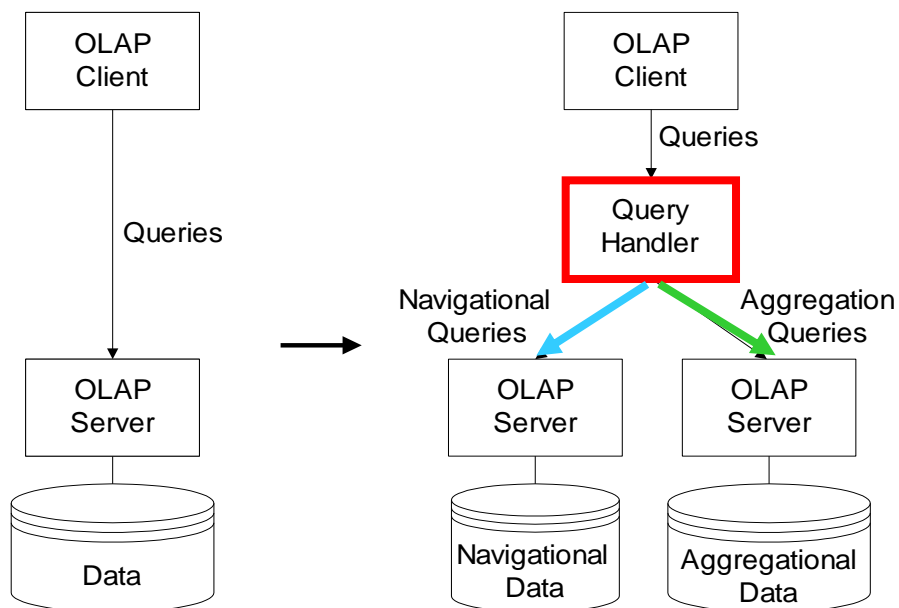 OLAP
Client
Queries
OLAP
Server
Data
OLAP
Client
Queries
Query
Handler
Navigational
Queries
Aggregation
Queries
OLAP
Server
OLAP
Server
Navigational
Data
Aggregational
Data